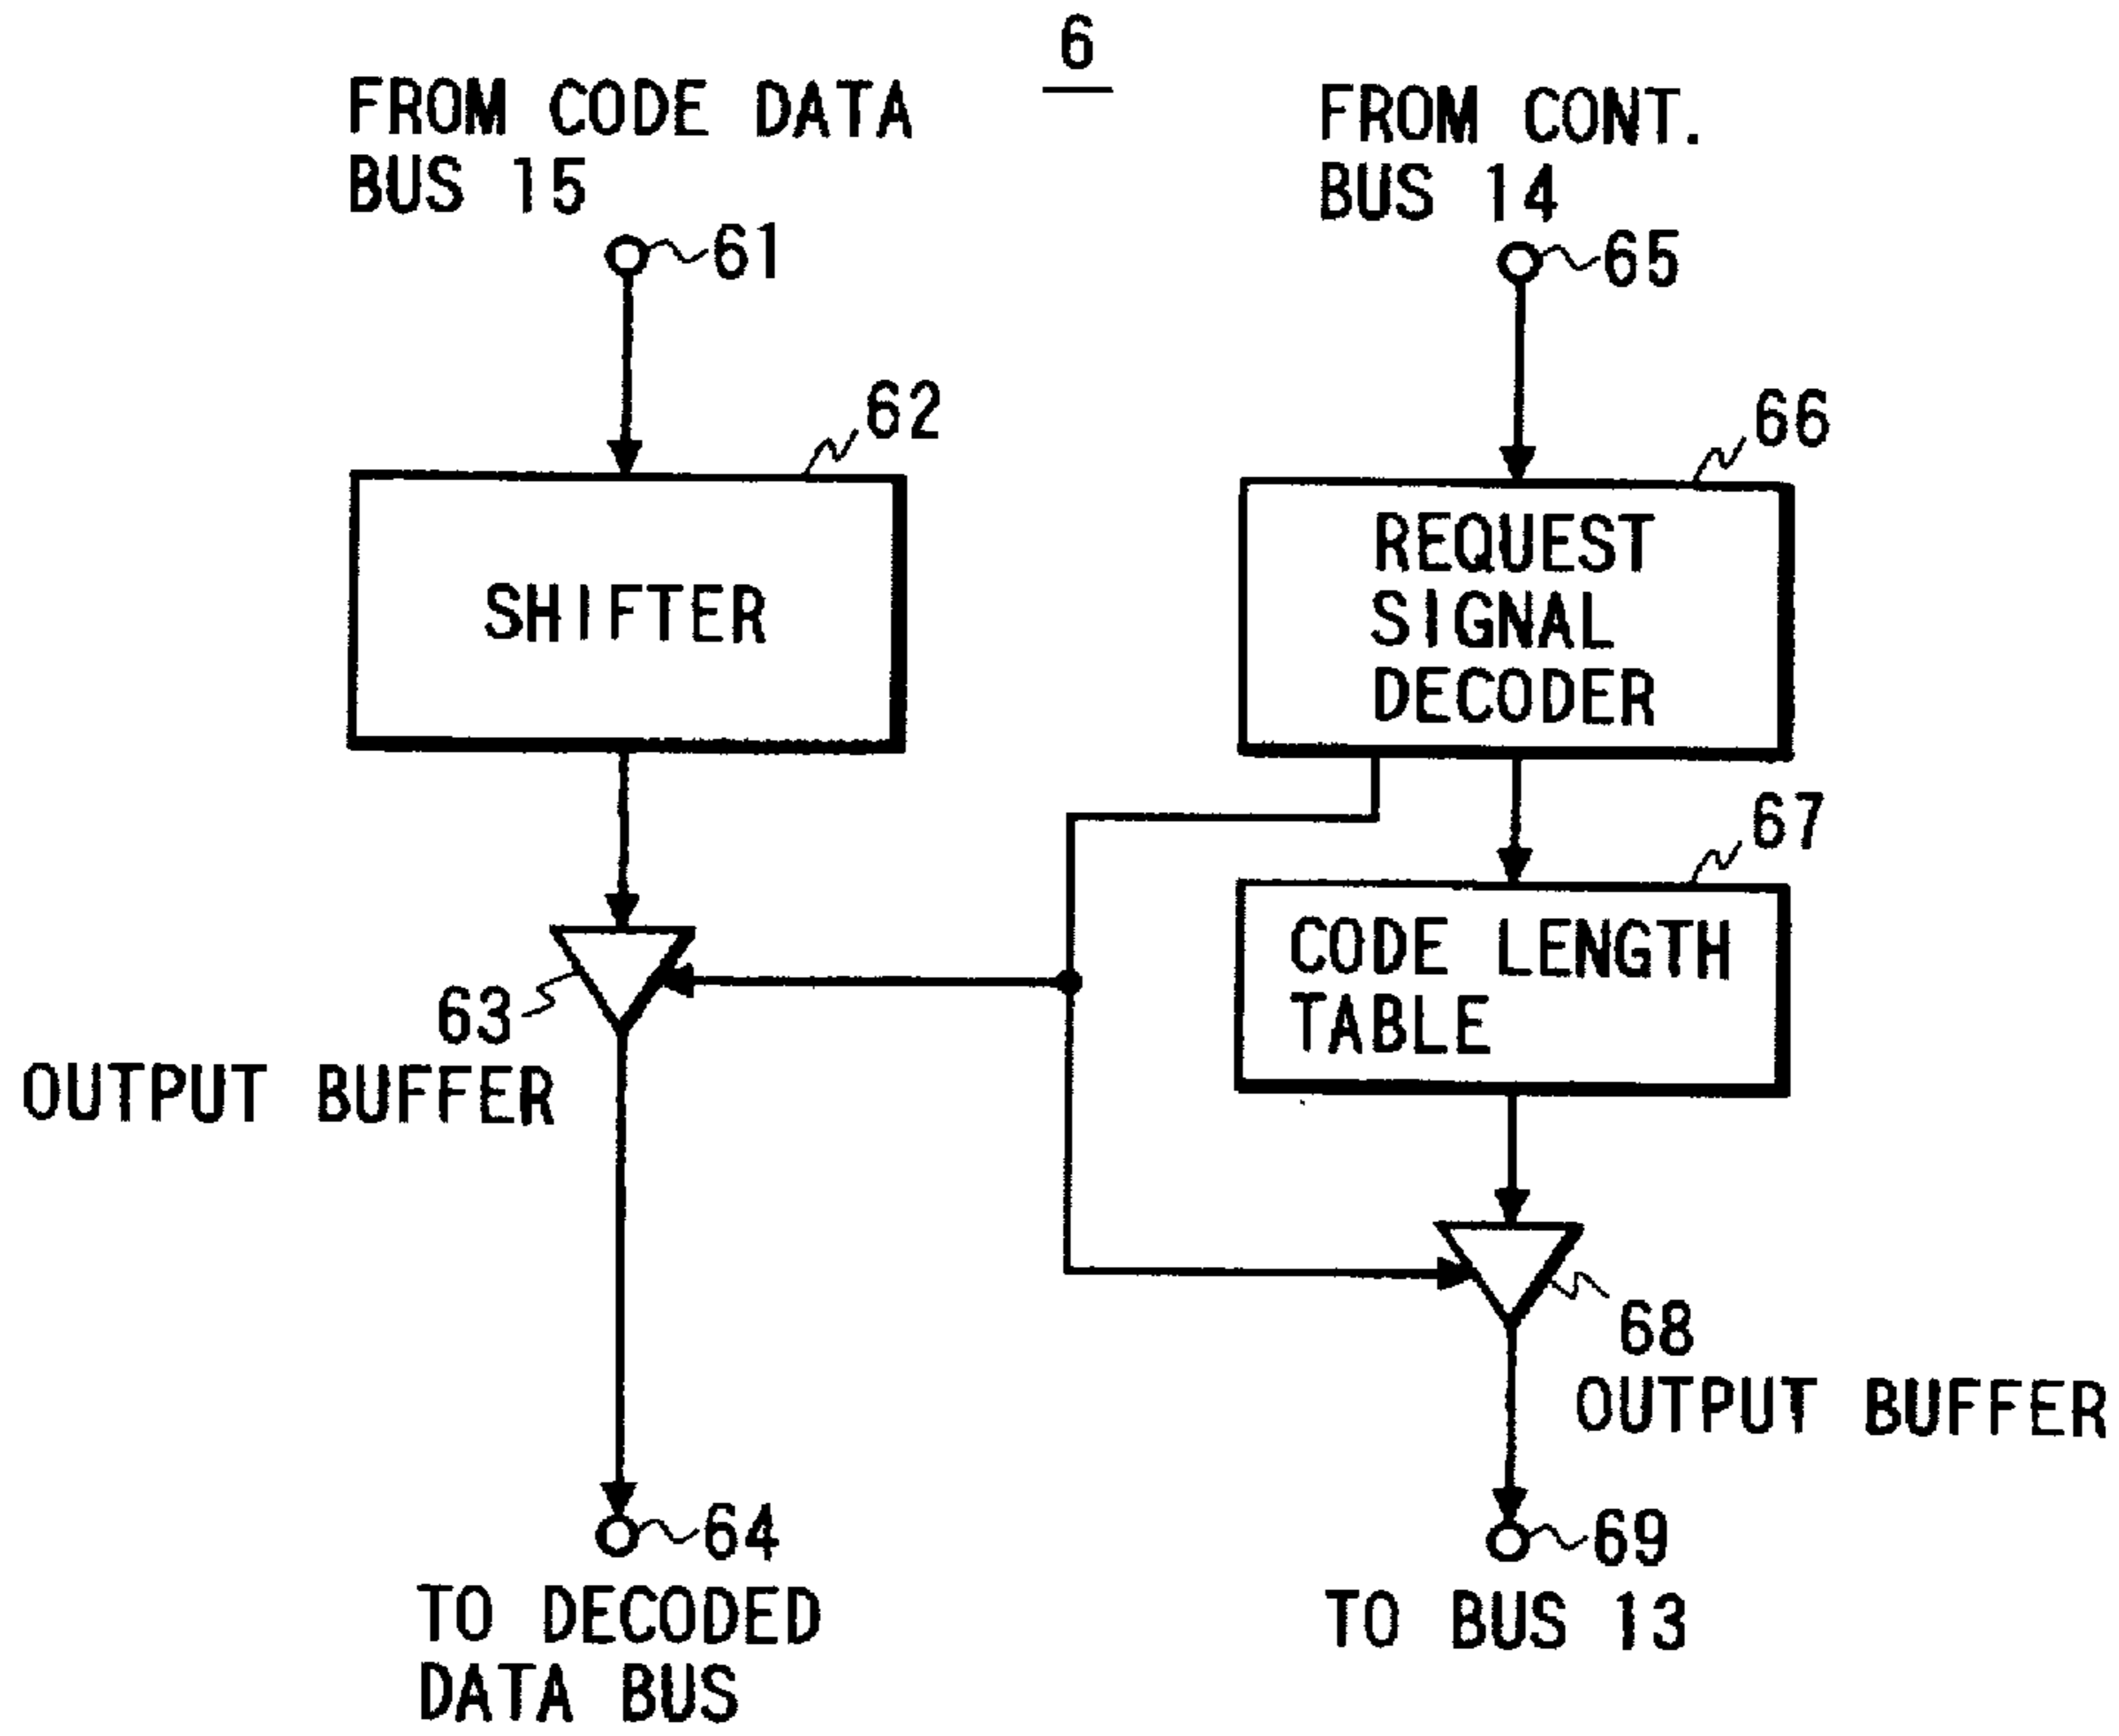 6
FROM CODE DATA
BUS 15
61
FROM CONT.
BUS 14
65
62
SHIFTER
66
REQUEST
SIGNAL
DECODER
67
CODE LENGTH
TABLE
63
OUTPUT BUFFER
68
OUTPUT BUFFER
64
TO DECODED
DATA BUS
69
TO BUS 13